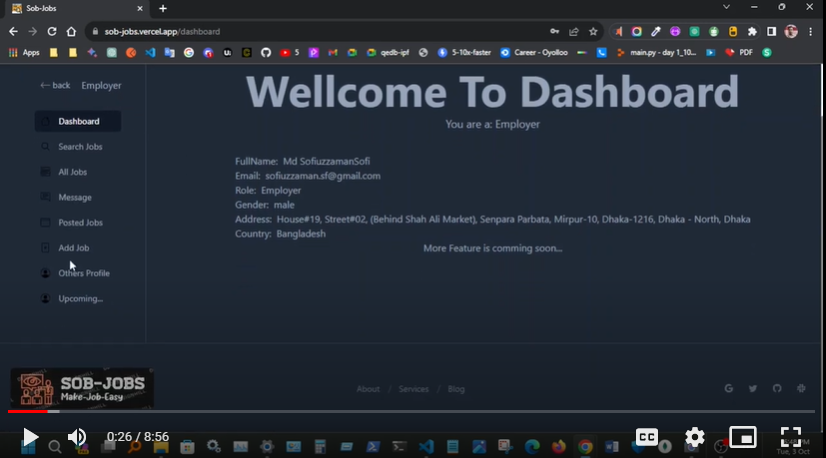 Sob-Jobs
sob-jobs.vercel.app/dashboard
Apps
5
qedb-ipf
5-10x-faster
Career - Oyolloo
main.py - day 1_10...
PDF
back Employer
Dashboard
Search Jobs
All Jobs
Message
Posted Jobs
Add Job
Others Profile
Upcoming...
Wellcome To Dashboard
You are a: Employer
FullName: Md SofiuzzamanSofi
Email: sofiuzzaman.sf@gmail.com
Role: Employer
Gender: male
Address: House#19, Street#02, (Behind Shah Ali Market), Senpara Parbata, Mirpur-10, Dhaka-1216, Dhaka - North, Dhaka
Country: Bangladesh
More Feature is comming soon...
SOB-JOBS
Make-Job-Easy
About / Services / Blog
0:26 / 8:56
CC
Tue, 3 Oct